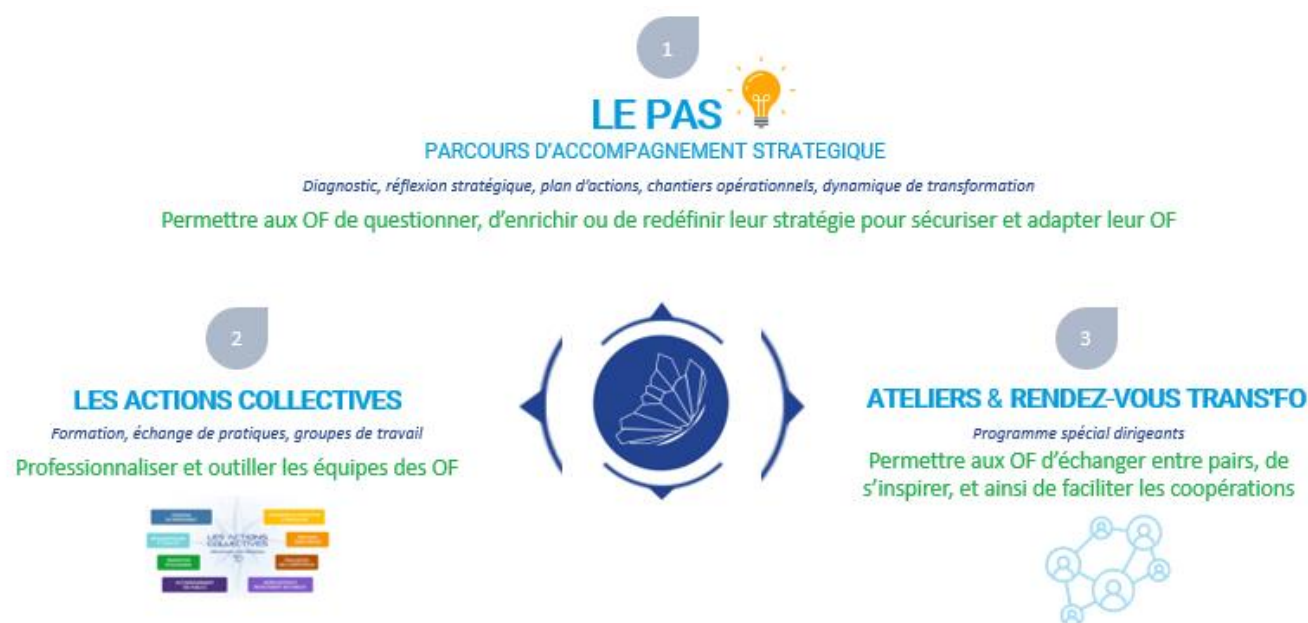 1
LE PAS
PARCOURS D'ACCOMPAGNEMENT STRATEGIQUE
Diagnostic, réflexion stratégique, plan d'actions, chantiers opérationnels, dynamique de transformation
Permettre aux OF de questionner, d'enrichir ou de redéfinir leur stratégie pour sécuriser et adapter leur OF
2
LES ACTIONS COLLECTIVES
Formation, échange de pratiques, groupes de travail
Professionnaliser et outiller les équipes des OF
LES ACTIONS
COLLECTIVES
3
ATELIERS & RENDEZ-VOUS TRANS'FO
Programme spécial dirigeants
Permettre aux OF d'échanger entre pairs, de
s'inspirer, et ainsi de faciliter les coopérations